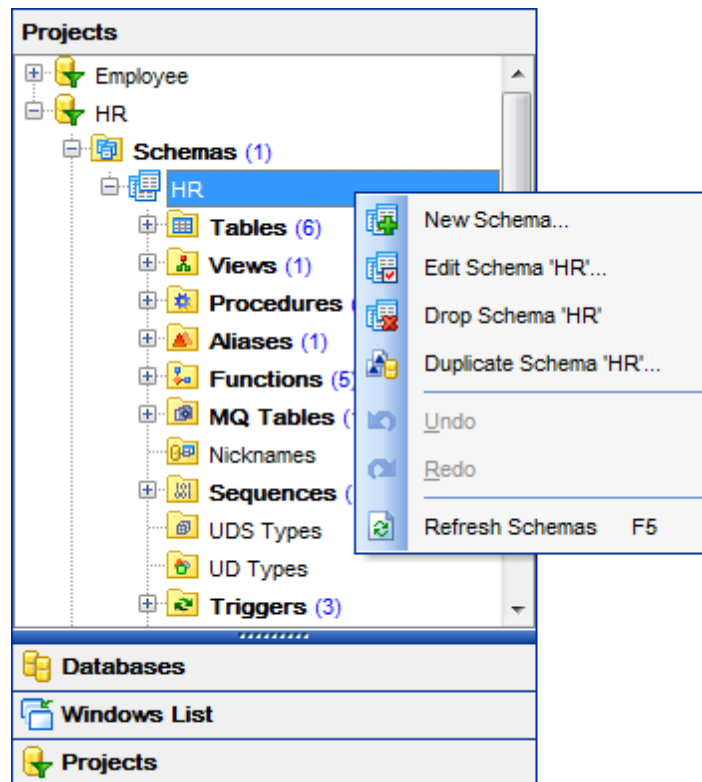 Projects
Employee
HR
Schemas (1)
HR
Tables (6)
Views (1)
Procedures (
Aliases (1)
Functions (5)
MQ Tables (
Nicknames
Sequences (
UDS Types
UD Types
Triggers (3)
New Schema...
Edit Schema 'HR'...
Drop Schema 'HR'
Duplicate Schema 'HR'...
Undo
Redo
Refresh Schemas F5
Databases
Windows List
Projects